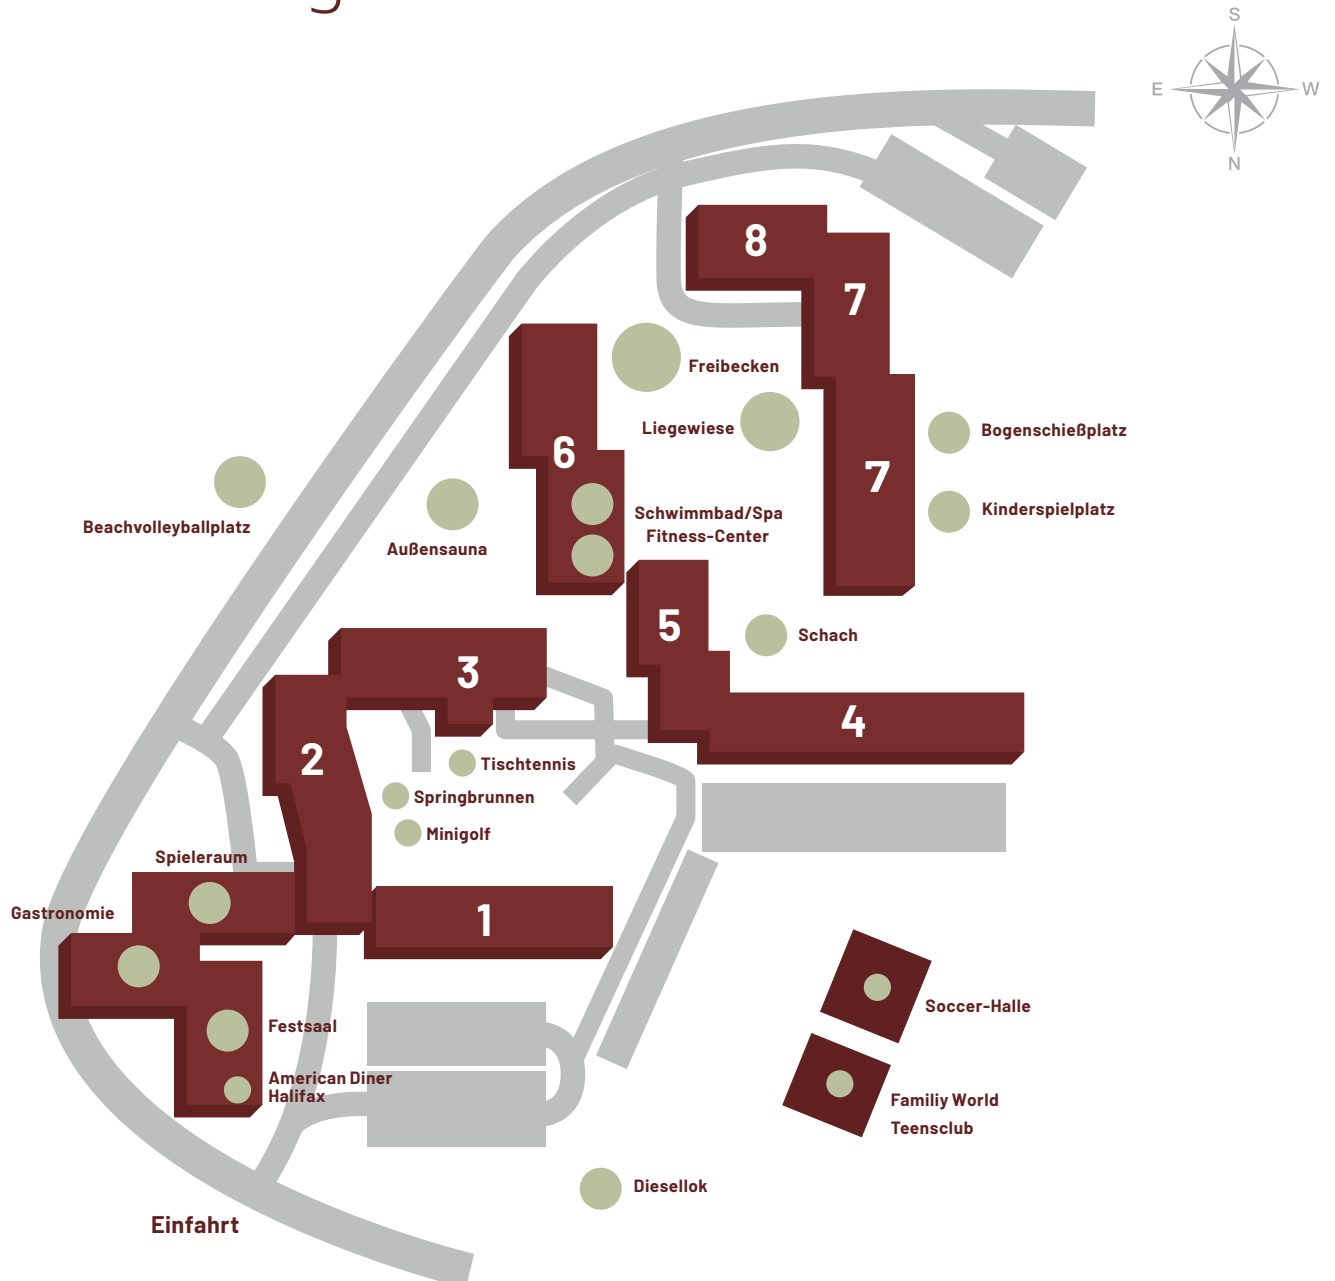 S
E
W
N
8
7
Freibecken
Liegewiese
Bogenschießplatz
6
7
Kinderspielplatz
Schwimmbad/Spa
Fitness-Center
Beachvolleyballplatz
Außensauna
5
Schach
3
4
2
Tischtennis
Springbrunnen
Minigolf
Spieleraum
Gastronomie
1
Soccer-Halle
Festsaal
American Diner
Halifax
Familiy World
Teensclub
Diesellok
Einfahrt